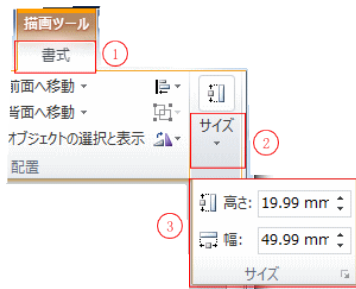 描画ツール
書式
①
前面へ移動
背面へ移動
オブジェクトの選択と表示
配置
サイズ
②
③
高さ: 19.99 mm
幅: 49.99 mm
サイズ